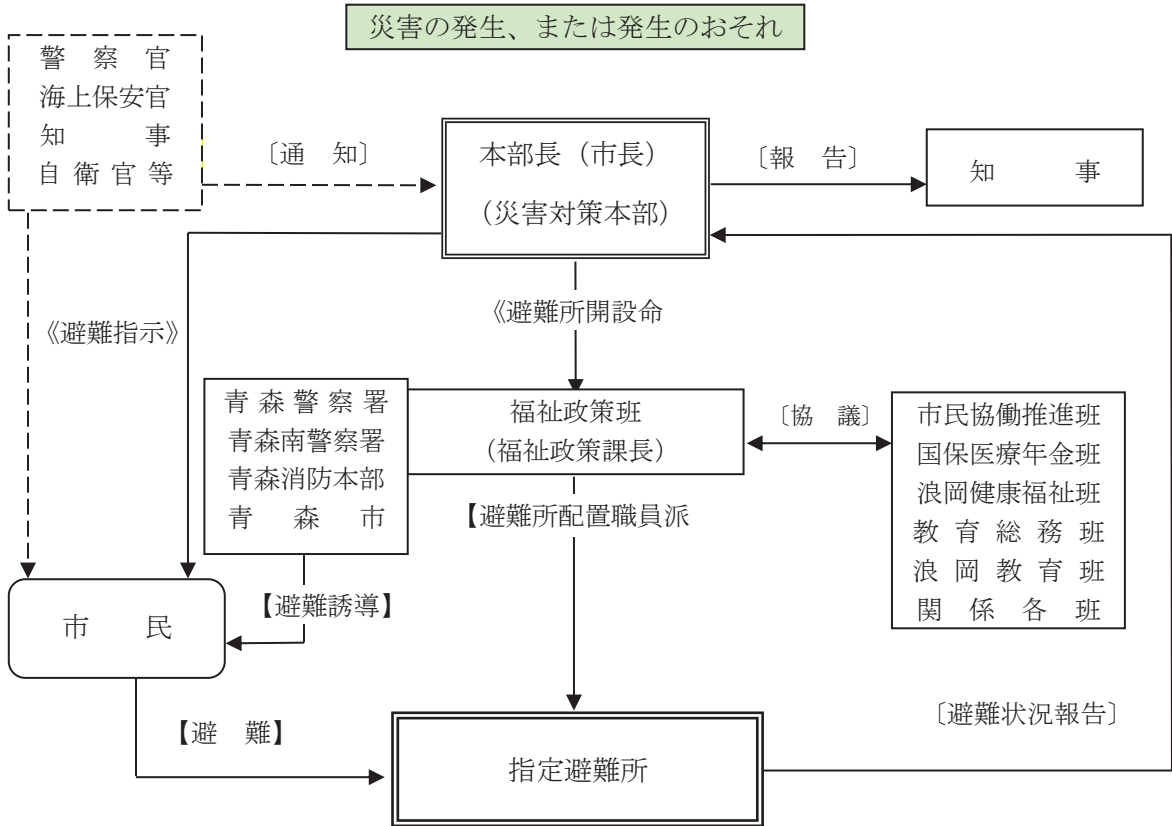 災害の発生、または発生のおそれ
警察官
海上保安官
知事
自衛官等
〔通　知〕
本部長（市長）
（災害対策本部）
〔報　告〕
知　　事
《避難指示》
《避難所開設命
青森警察署
青森南警察署
青森消防本部
青森市
福祉政策班
（福祉政策課長）
〔協　議〕
市民協働推進班
国保医療年金班
浪岡健康福祉班
教育総務班
浪岡教育班
関係各班
【避難所配置職員派
【避難誘導】
市　　民
【避　難】
〔避難状況報告〕
指定避難所